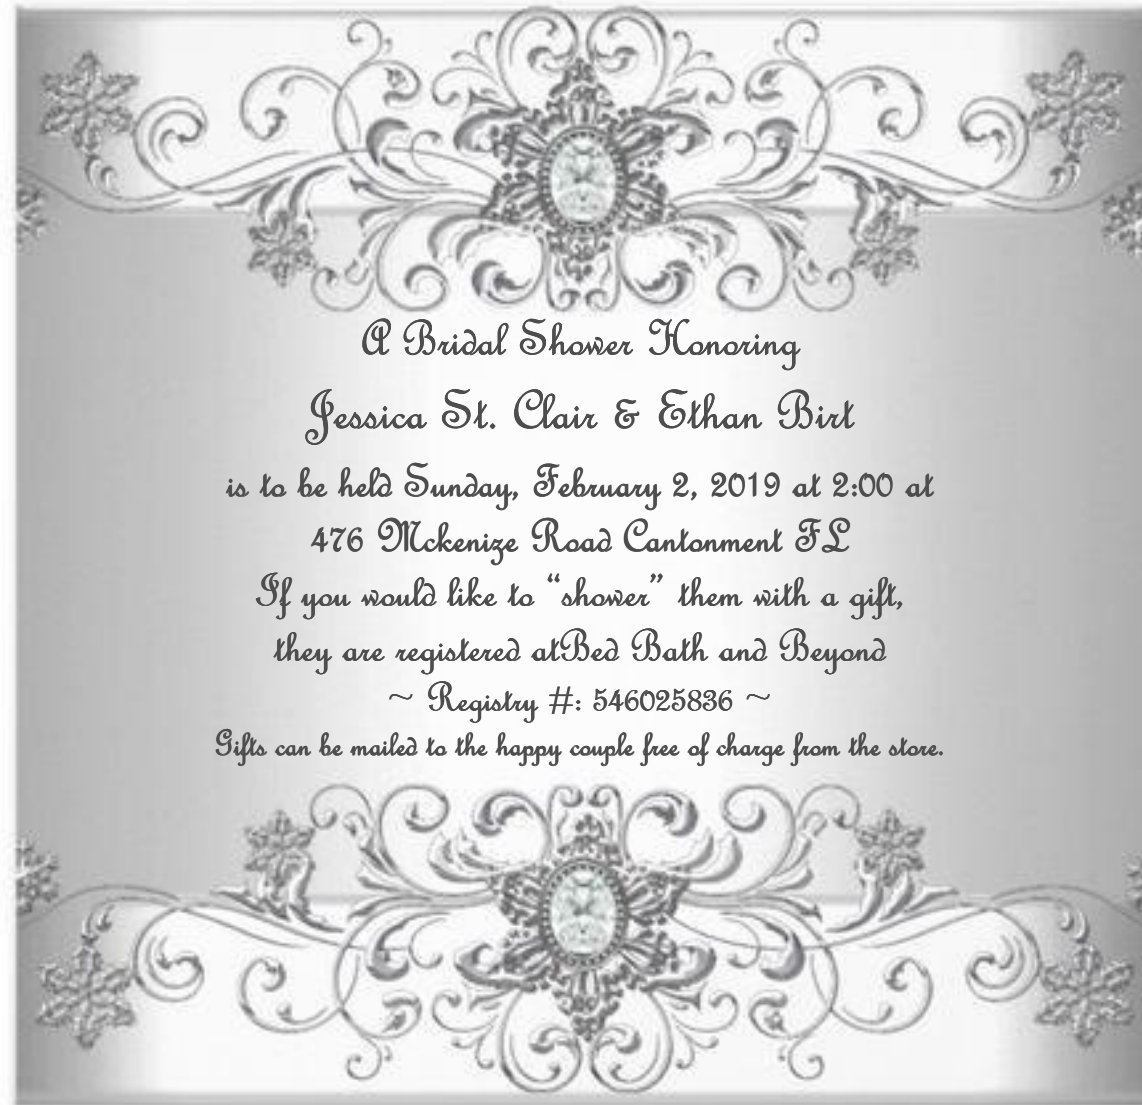 A Bridal Shower Honoring
Jessica St. Clair & Ethan Birt
is to be held Sunday, February 2, 2019 at 2:00 at
476 Mckenize Road Cantonment FL
If you would like to “shower” them with a gift,
they are registered atBed Bath and Beyond
~ Registry #: 546025836 ~
Gifts can be mailed to the happy couple free of charge from the store.